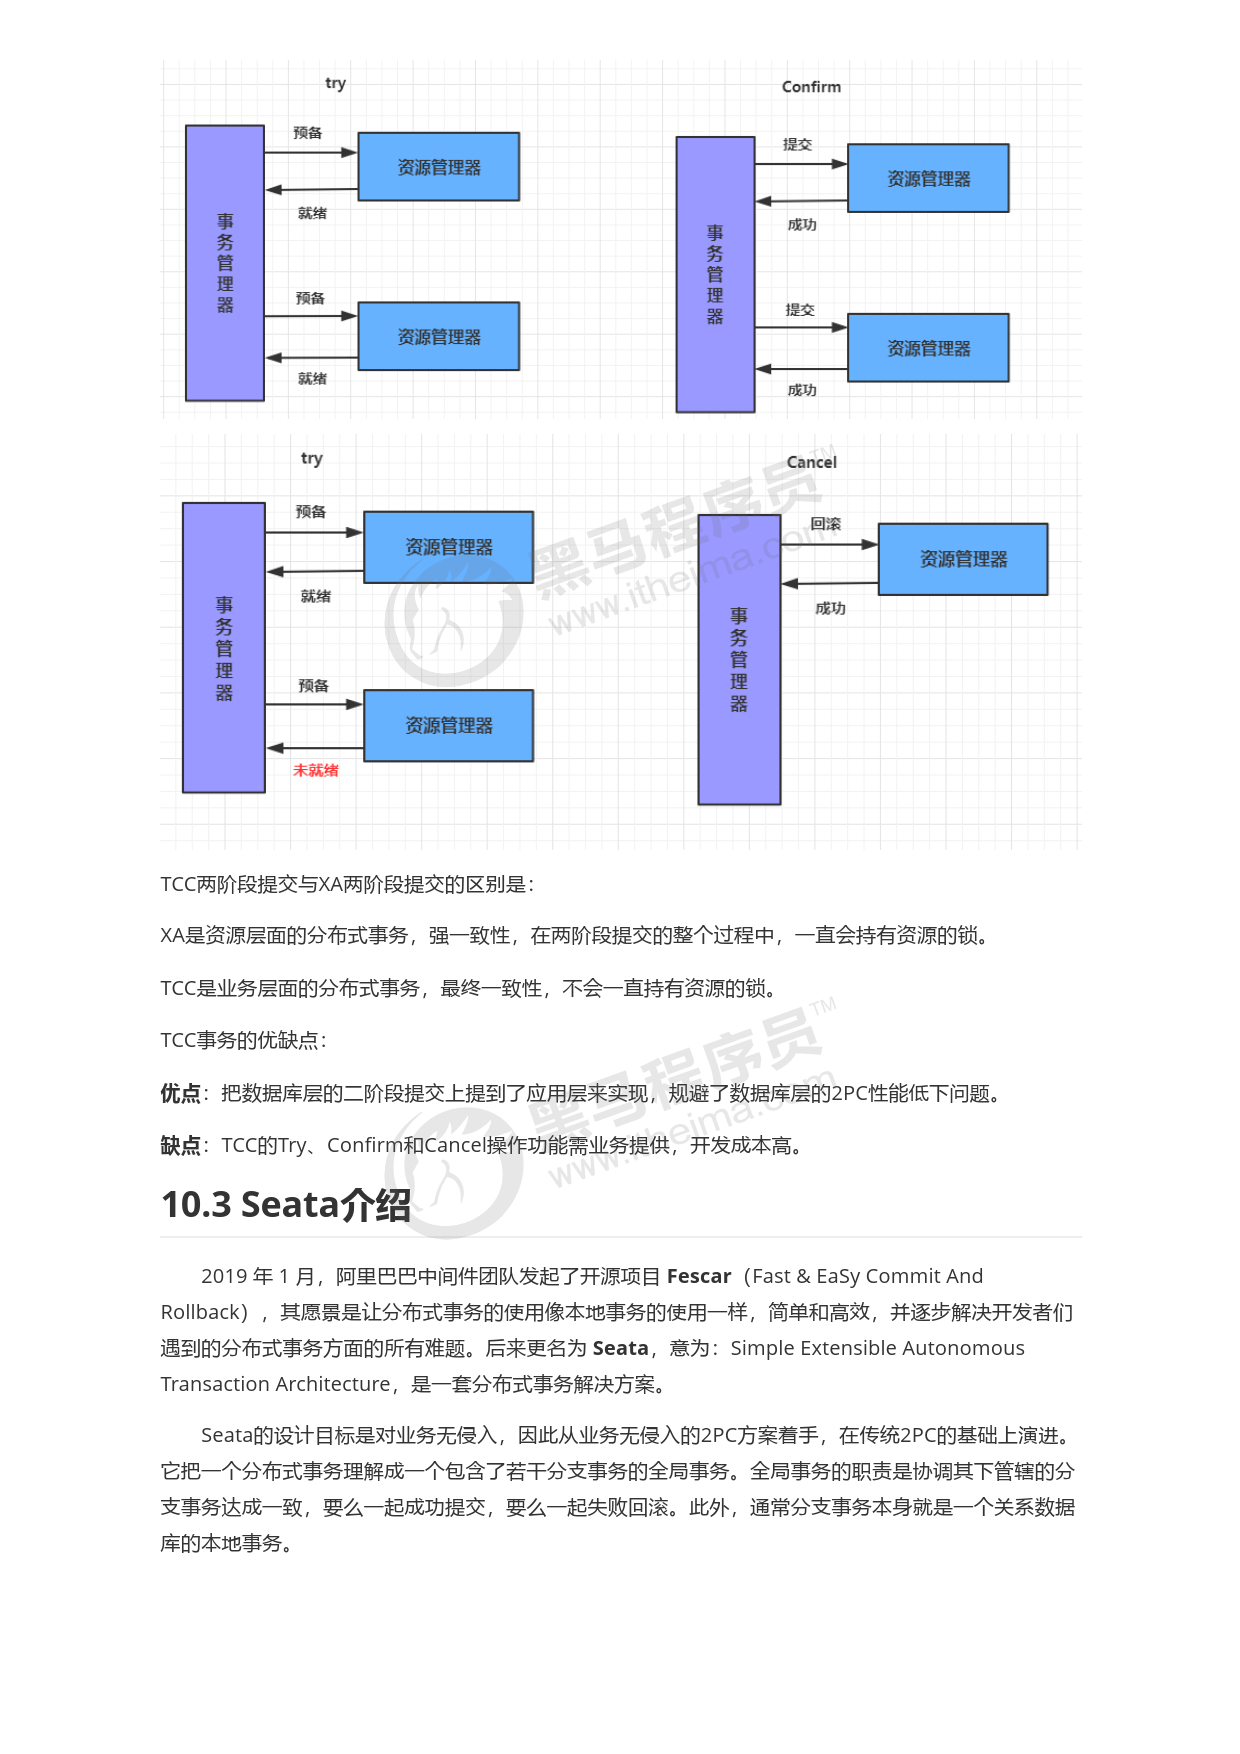 try
Confirm
预备
资源管理器
就绪
事务管理器
预备
资源管理器
就绪
提交
资源管理器
成功
事务管理器
提交
资源管理器
成功
try
Cancel
预备
资源管理器
就绪
事务管理器
预备
资源管理器
未就绪
回滚
资源管理器
成功
事务管理器
黑马程序员TM
www.itheima.com
TCC两阶段提交与XA两阶段提交的区别是：
XA是资源层面的分布式事务，强一致性，在两阶段提交的整个过程中，一直会持有资源的锁。
TCC是业务层面的分布式事务，最终一致性，不会一直持有资源的锁。
TCC事务的优缺点：
优点：把数据库层的二阶段提交上提到了应用层来实现，规避了数据库层的2PC性能低下问题。
缺点：TCC的Try、Confirm和Cancel操作功能需业务提供，开发成本高。
黑马程序员TM
www.itheima.com
10.3 Seata介绍
2019 年 1 月，阿里巴巴中间件团队发起了开源项目 Fescar（Fast & EaSy Commit And
Rollback），其愿景是让分布式事务的使用像本地事务的使用一样，简单和高效，并逐步解决开发者们
遇到的分布式事务方面的所有难题。后来更名为 Seata，意为：Simple Extensible Autonomous
Transaction Architecture，是一套分布式事务解决方案。
Seata的设计目标是对业务无侵入，因此从业务无侵入的2PC方案着手，在传统2PC的基础上演进。
它把一个分布式事务理解成一个包含了若干分支事务的全局事务。全局事务的职责是协调其下管辖的分
支事务达成一致，要么一起成功提交，要么一起失败回滚。此外，通常分支事务本身就是一个关系数据
库的本地事务。